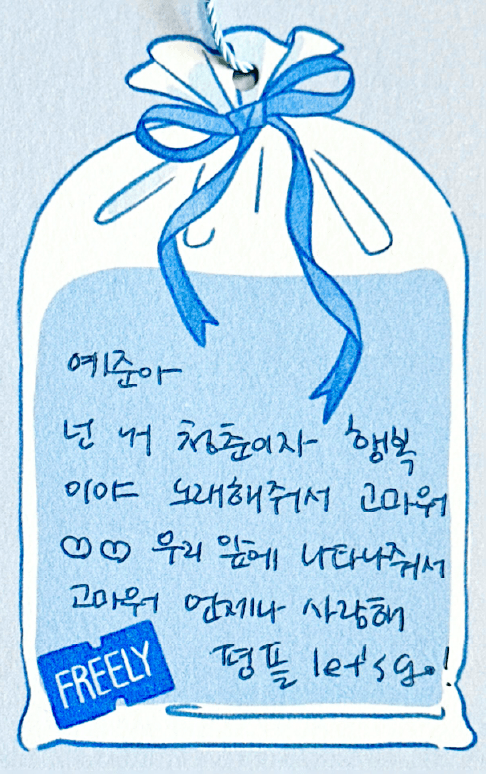 예준아
넌 내 청춘이자 행복
이야 노래해줘서 고마워
우리 앞에 나타나줘서
고마워 언제나 사랑해
평플 let's go!
FREELY